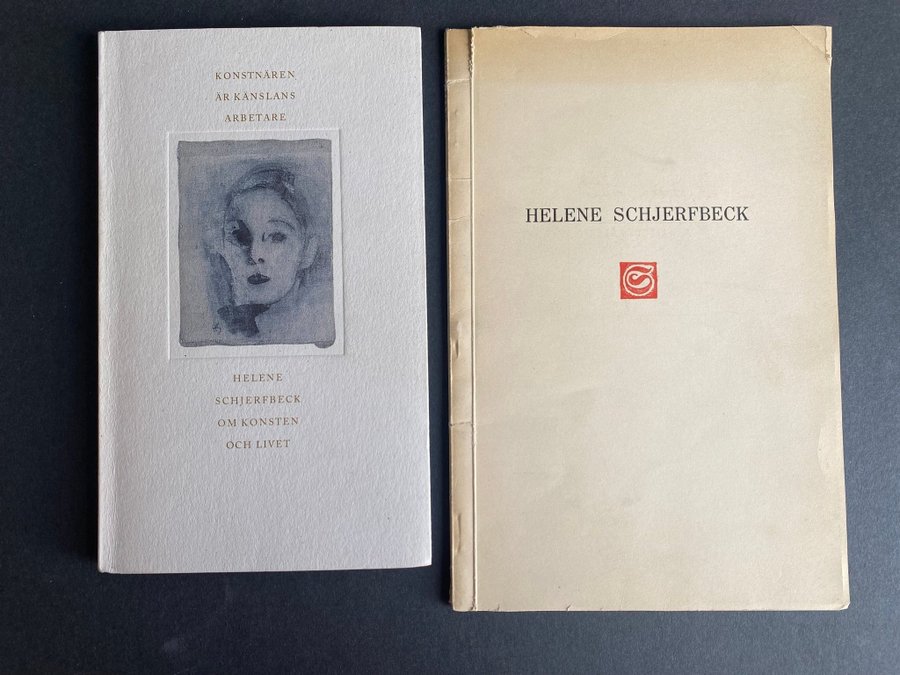 KONSTNÄREN
ÄR KÄNSLANS
ARBETARE
HELENE
SCHJERFBECK
OM KONSTEN
OCH LIVET
HELENE SCHJERFBECK